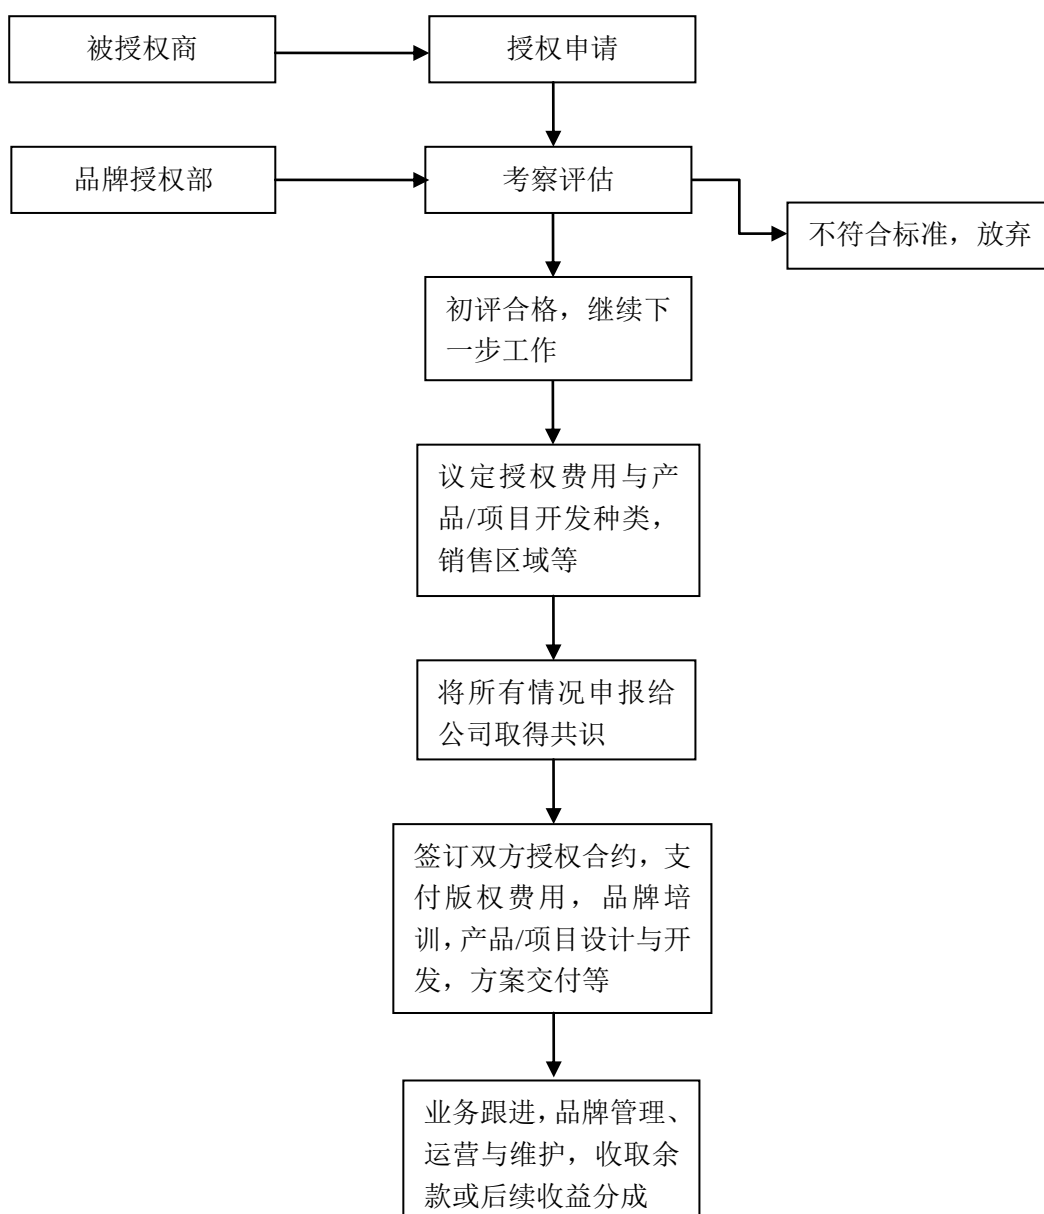 被授权商
授权申请
品牌授权部
考察评估
不符合标准，放弃
初评合格，继续下
一步工作
议定授权费用与产
品/项目开发种类，
销售区域等
将所有情况申报给
公司取得共识
签订双方授权合约，支
付版权费用，品牌培
训，产品/项目设计与开
发，方案交付等
业务跟进，品牌管理、
运营与维护，收取余
款或后续收益分成